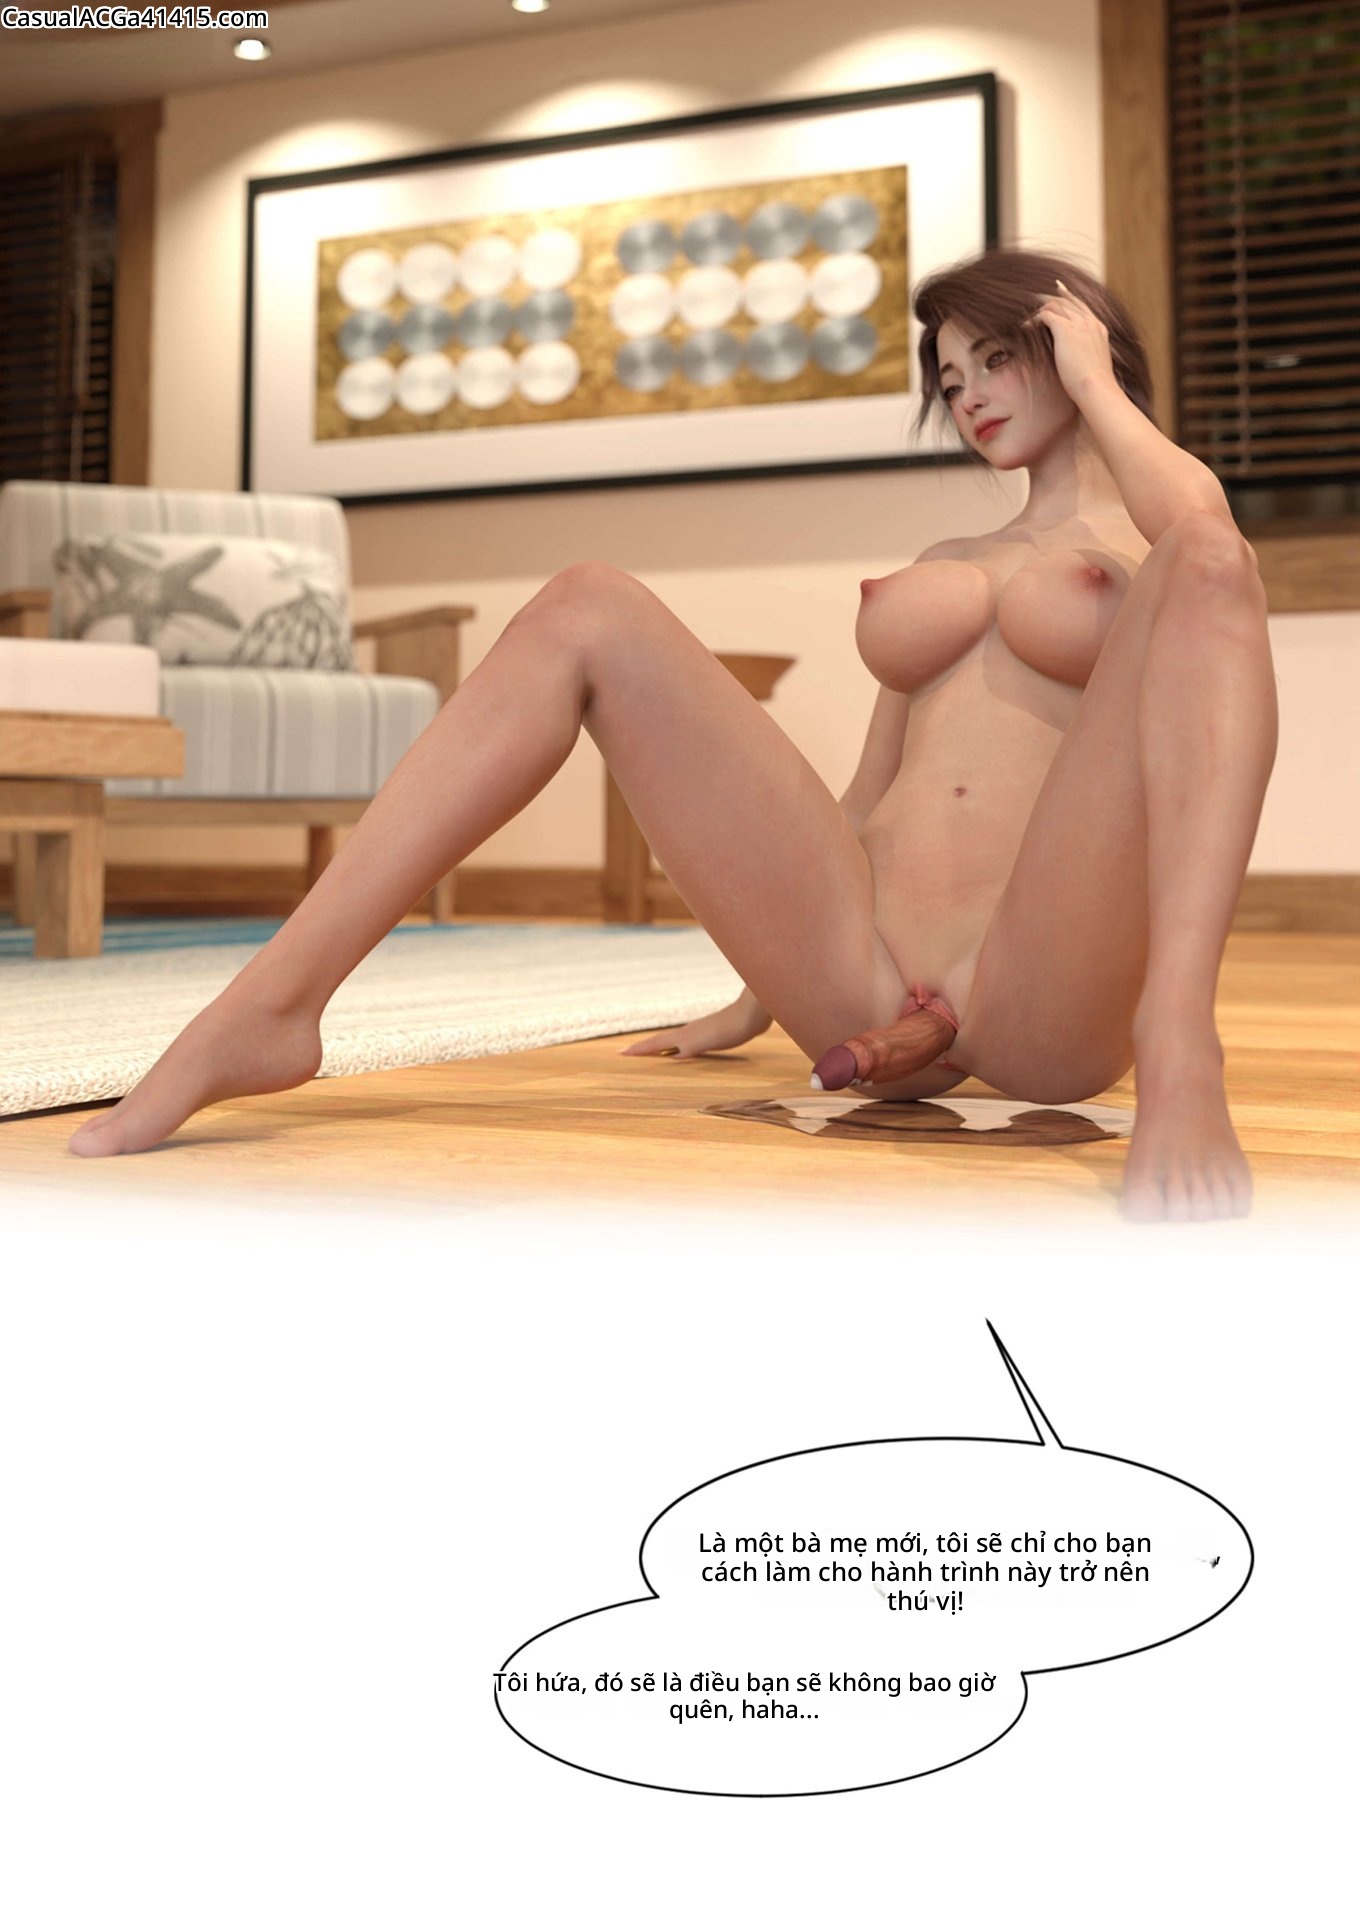 CasualACGa41415.com
Là một bà mẹ mới, tôi sẽ chỉ cho bạn
cách làm cho hành trình này trở nên
thú vị!
Tôi hứa, đó sẽ là điều bạn sẽ không bao giờ
quên, haha...